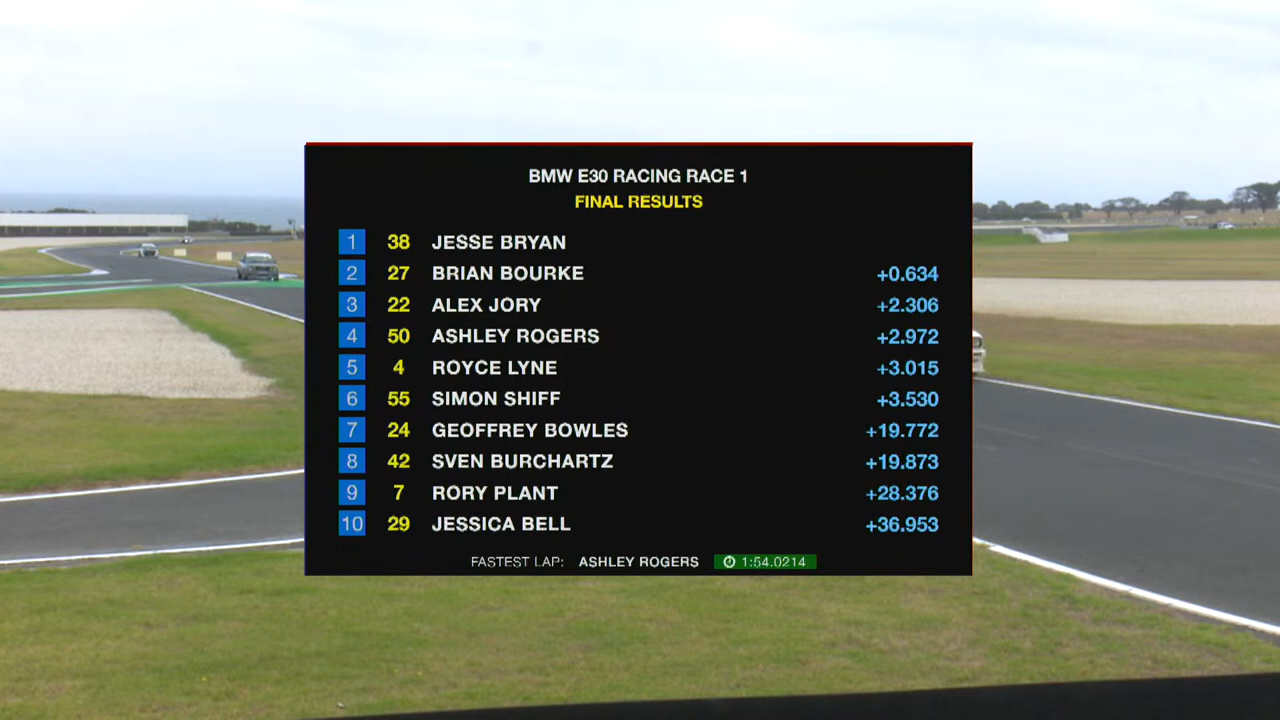 BMW E30 RACING RACE 1
FINAL RESULTS
1 38 JESSE BRYAN
2 27 BRIAN BOURKE +0.634
3 22 ALEX JORY +2.306
4 50 ASHLEY ROGERS +2.972
5 4 ROYCE LYNE +3.015
6 55 SIMON SHIFF +3.530
7 24 GEOFFREY BOWLES +19.772
8 42 SVEN BURCHARTZ +19.873
9 7 RORY PLANT +28.376
10 29 JESSICA BELL +36.953
FASTEST LAP: ASHLEY ROGERS 1:54.0214